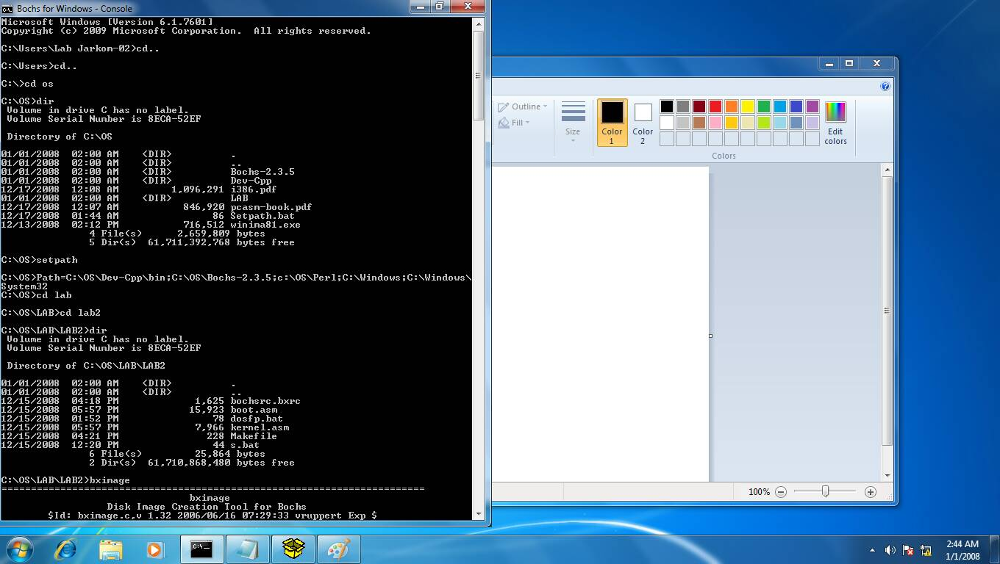 Bochs for Windows - Console
Microsoft Windows [Version 6.1.7601]
Copyright (c) 2009 Microsoft Corporation.  All rights reserved.
C:\Users\Lab Jarkom-02>cd..
C:\Users>cd..
C:\>cd os
C:\OS>dir
 Volume in drive C has no label.
 Volume Serial Number is 8ECA-52EF
 Directory of C:\OS
01/01/2008  02:00 AM    <DIR>          .
01/01/2008  02:00 AM    <DIR>          ..
01/01/2008  02:00 AM    <DIR>          Bochs-2.3.5
01/01/2008  02:00 AM    <DIR>          Dev-Cpp
12/17/2008  12:08 AM         1,096,291 i386.pdf
01/01/2008  02:00 AM    <DIR>          LAB
12/17/2008  12:07 AM           846,920 pcasm-book.pdf
12/17/2008  01:44 AM                86 Setpath.bat
12/13/2008  02:12 PM           716,512 winima81.exe
               4 File(s)      2,659,809 bytes
               5 Dir(s)  61,711,392,768 bytes free
C:\OS>setpath
C:\OS>Path=C:\OS\Dev-Cpp\bin;C:\OS\Bochs-2.3.5;c:\OS\Perl;C:\Windows;C:\Windows\
System32
C:\OS>cd lab
C:\OS\LAB>cd lab2
C:\OS\LAB\LAB2>dir
 Volume in drive C has no label.
 Volume Serial Number is 8ECA-52EF
 Directory of C:\OS\LAB\LAB2
01/01/2008  02:00 AM    <DIR>          .
01/01/2008  02:00 AM    <DIR>          ..
12/15/2008  04:18 PM             1,625 bochsrc.bxrc
12/15/2008  05:57 PM            15,923 boot.asm
12/15/2008  01:52 PM                78 dosfp.bat
12/15/2008  05:57 PM             7,966 kernel.asm
12/15/2008  04:21 PM               228 Makefile
12/15/2008  12:20 PM                44 s.bat
               6 File(s)         25,864 bytes
               2 Dir(s)  61,710,868,480 bytes free
C:\OS\LAB\LAB2>bximage
========================================================================
bximage
Disk Image Creation Tool for Bochs
$Id: bximage.c,v 1.32 2006/06/16 07:29:33 vruppert Exp $
Outline
Fill
Size
Color
1
Color
2
Edit
colors
Colors
100%
C:\_
2:44 AM
1/1/2008